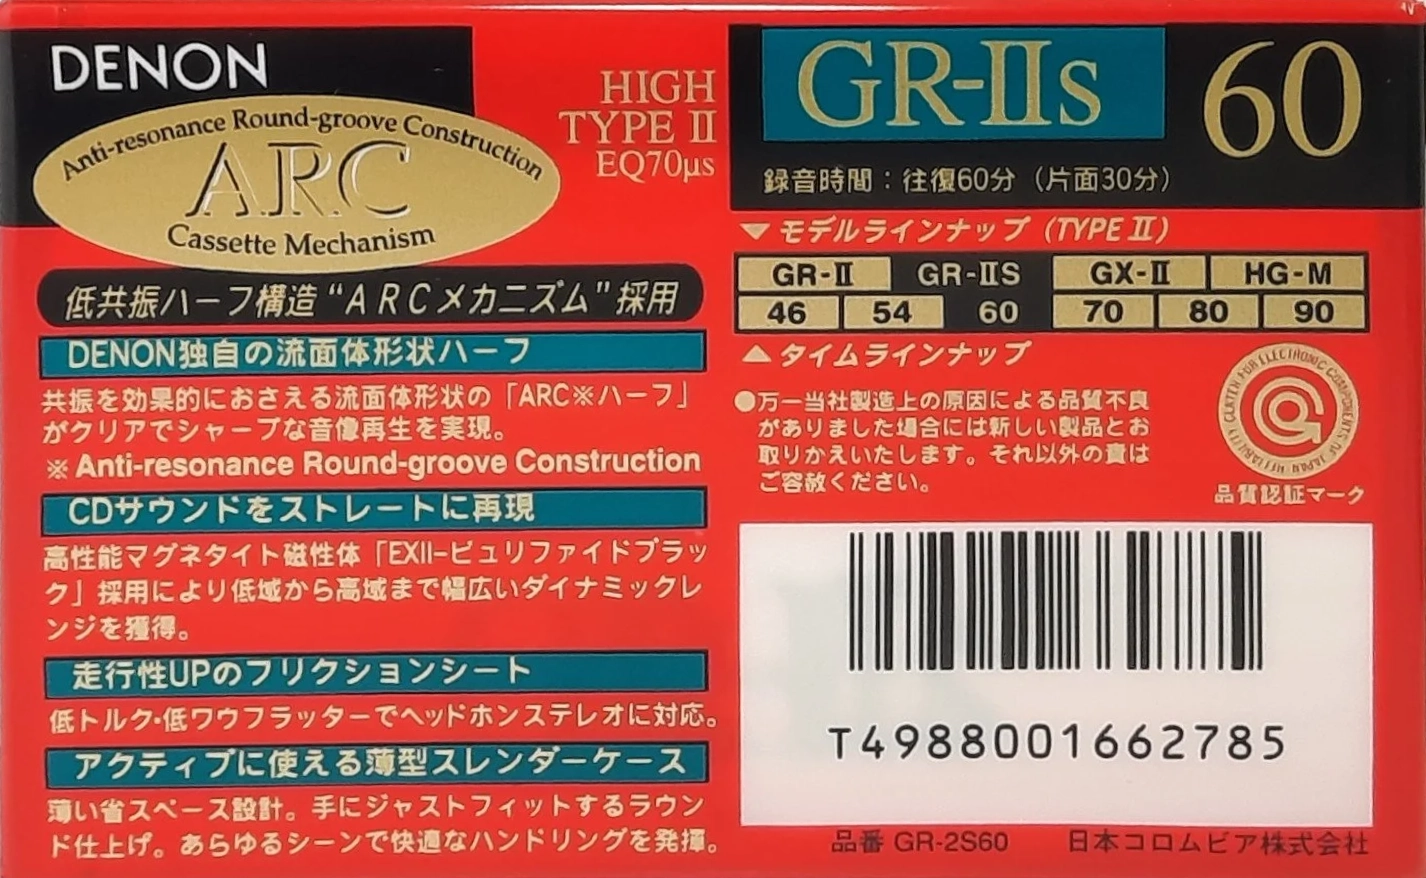 DENON
Anti-resonance Round-groove Construction
ARC
Cassette Mechanism
HIGH
TYPE II
EQ70µs
低共振ハーフ構造“ARCメカニズム”採用
DENON独自の流面体形状ハーフ
共振を効果的におさえる流面体形状の「ARC※ハーフ」
がクリアでシャープな音像再生を実現。
※ Anti-resonance Round-groove Construction
CDサウンドをストレートに再現
高性能マグネタイト磁性体「EXII-ピュリファイドブラッ
ク」採用により低域から高域まで幅広いダイナミックレ
ンジを獲得。
走行性UPのフリクションシート
低トルク・低ワウフラッターでヘッドホンステレオに対応。
アクティブに使える薄型スレンダーケース
薄い省スペース設計。手にジャストフィットするラウン
ド仕上げ。あらゆるシーンで快適なハンドリングを発揮。
GR-IIS 60
録音時間：往復60分（片面30分）
▼ モデルラインナップ (TYPE II)
GR-II GR-IIS GX-II HG-M
46 54 60 70 80 90
▲ タイムラインナップ
●万一当社製造上の原因による品質不良
がありました場合には新しい製品とお
取りかえいたします。それ以外の責は
ご容赦ください。
RELIABILITY CENTER FOR ELECTRONIC COMPONENTS OF JAPAN
品質認証マーク
T4988001662785
品番 GR-2S60 日本コロムビア株式会社